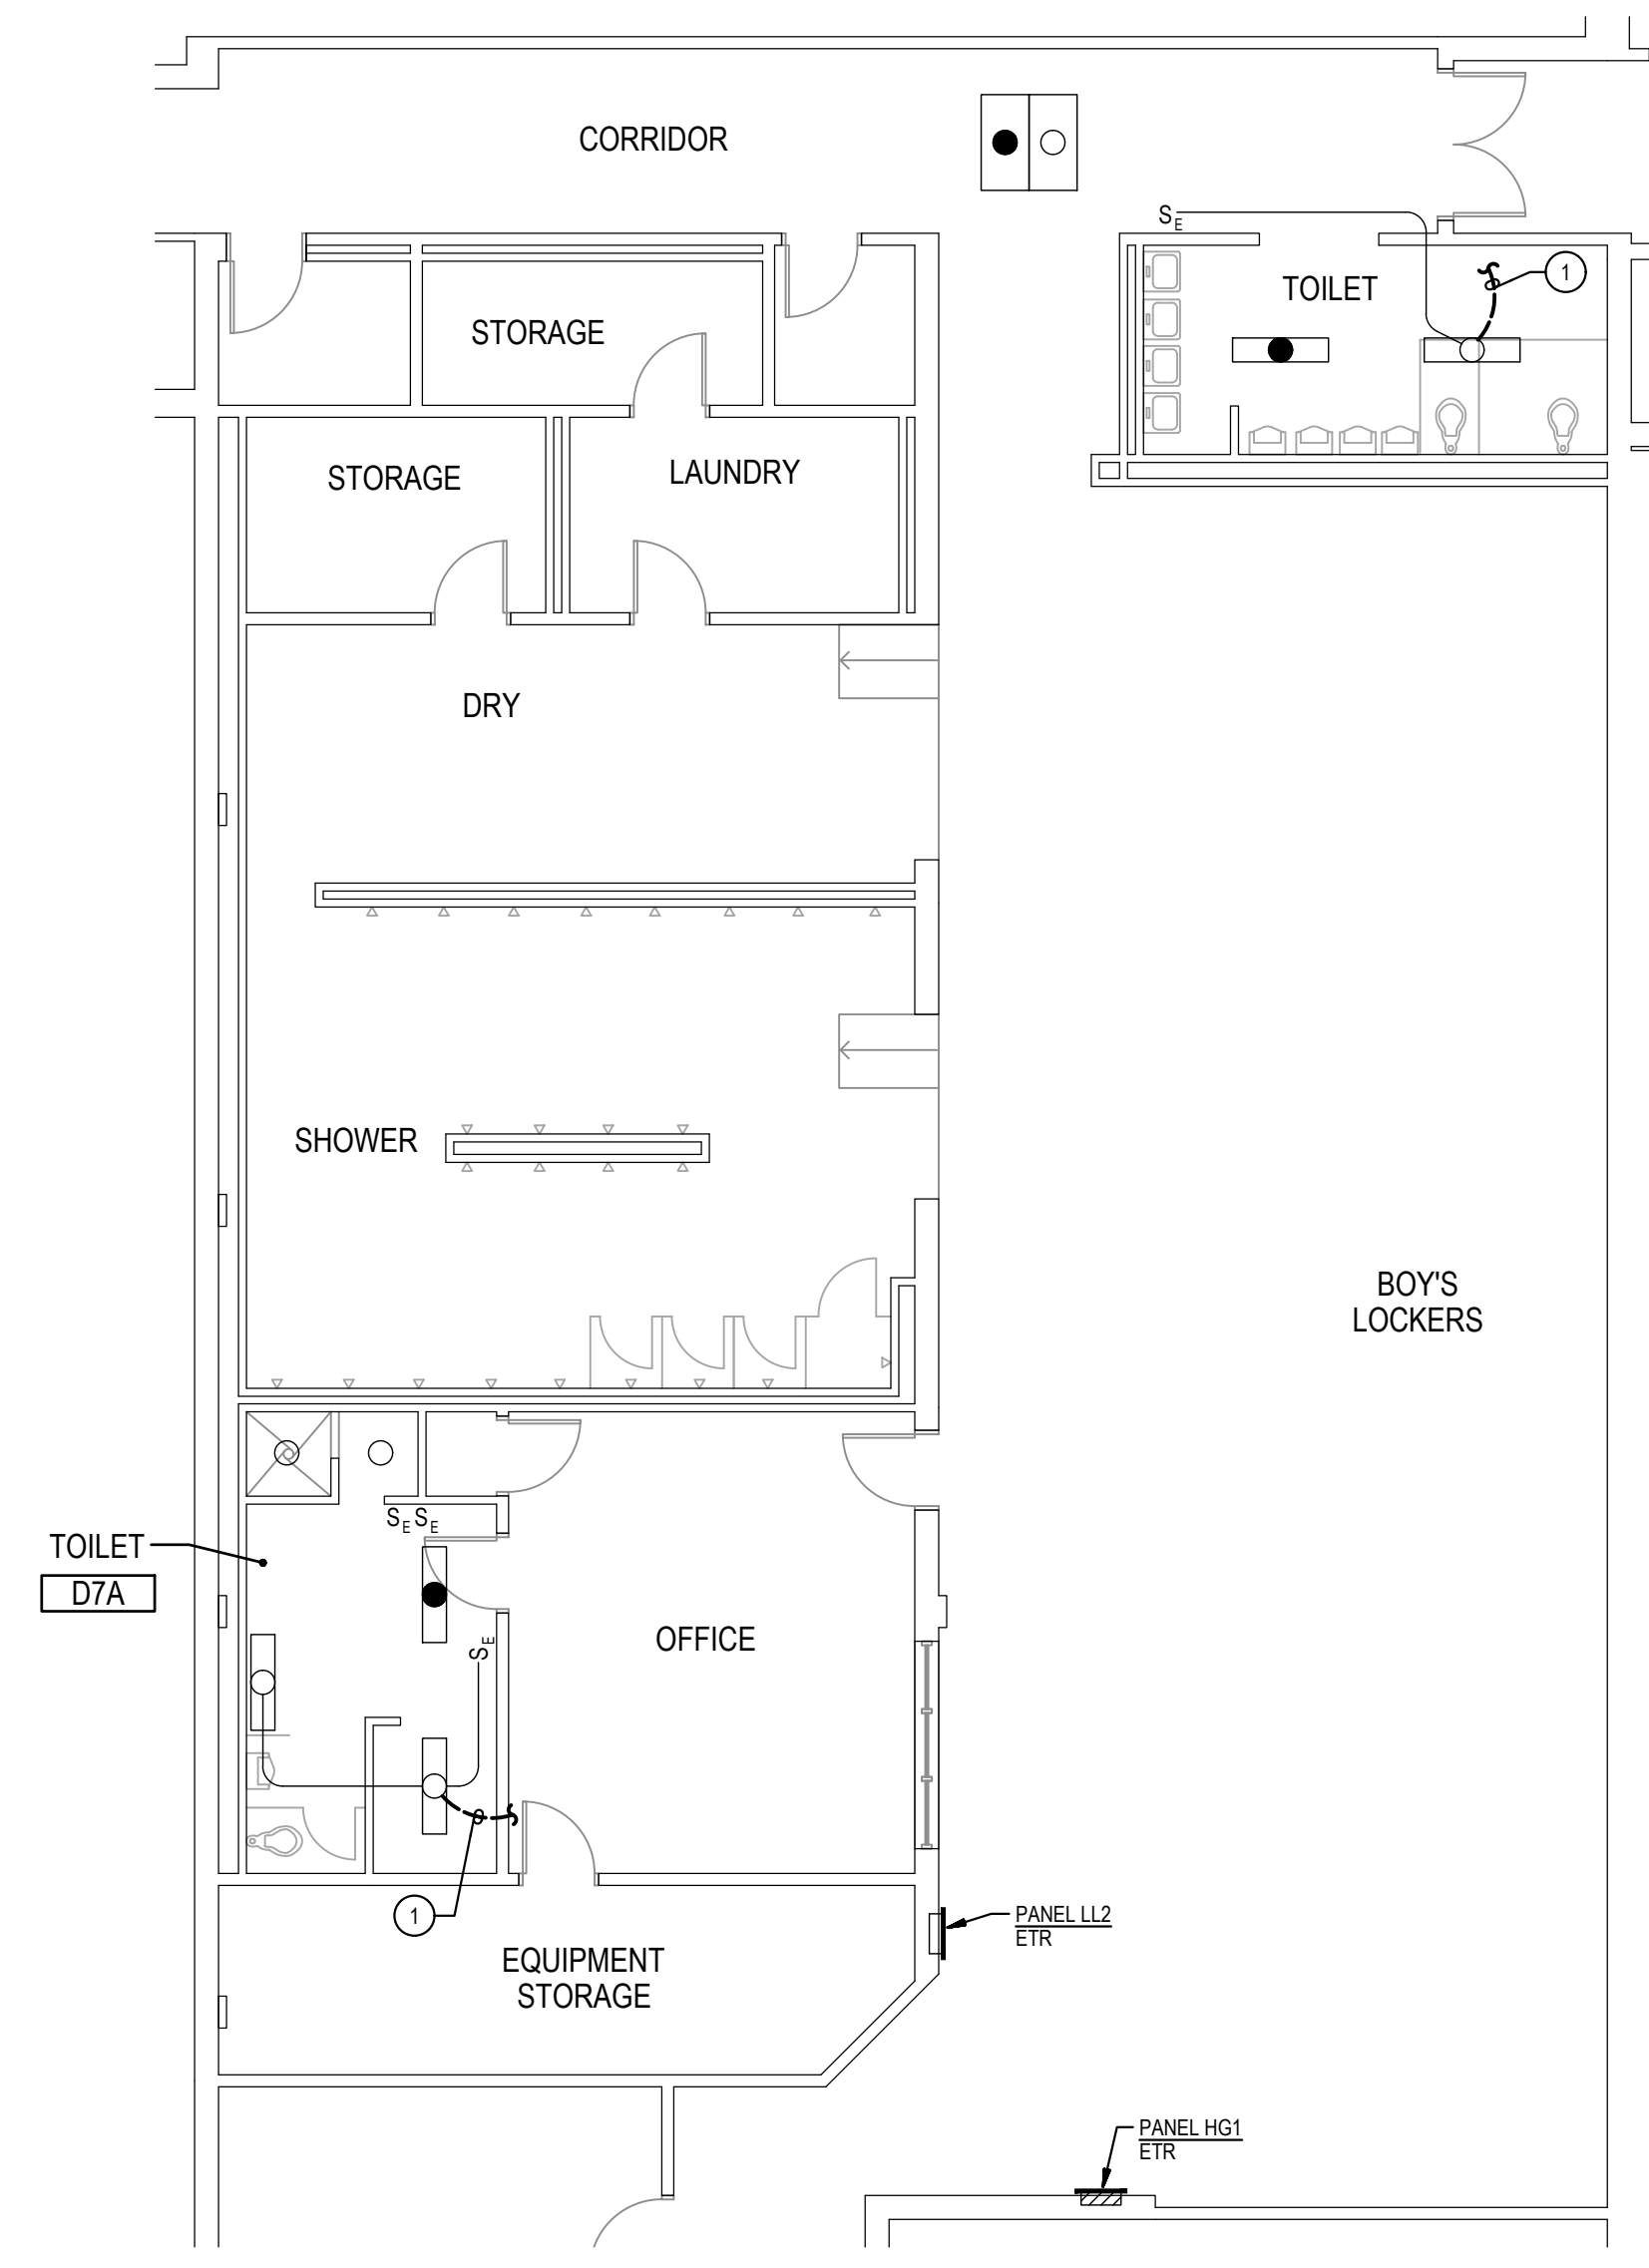 CORRIDOR
SE
TOILET
1
STORAGE
STORAGE
LAUNDRY
DRY
SHOWER
BOY'S
LOCKERS
SE SE
TOILET
D7A
OFFICE
SE
1
PANEL LL2
ETR
EQUIPMENT
STORAGE
PANEL HG1
ETR